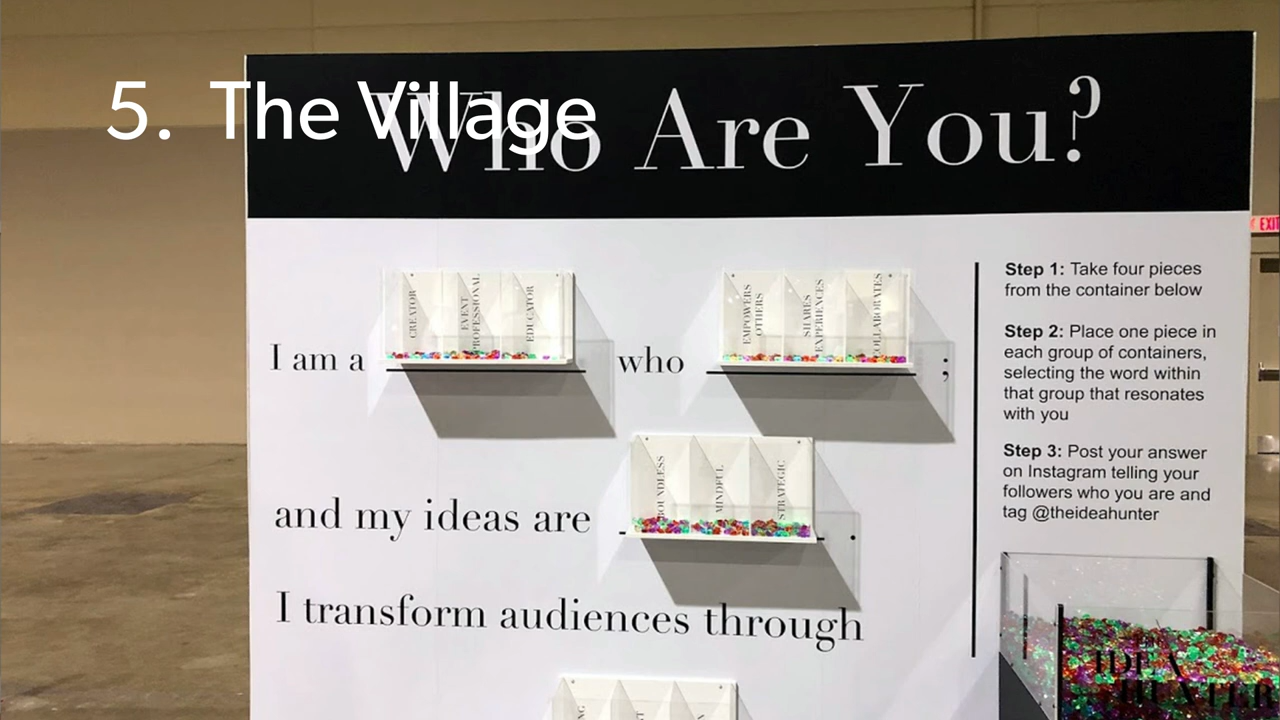 5. The Village
Who Are You?
EXIT
I am a
CREATOR
EVENT
PROFESSIONAL
EDUCATOR
who
EMPOWERS
OTHERS
SHARES
EXPERIENCES
COLLABORATES
;
and my ideas are
BOUNDLESS
MINDFUL
STRATEGIC
.
I transform audiences through
Step 1: Take four pieces
from the container below
Step 2: Place one piece in
each group of containers,
selecting the word within
that group that resonates
with you
Step 3: Post your answer
on Instagram telling your
followers who you are and
tag @theideahunter
THE
IDEA
HUNTER